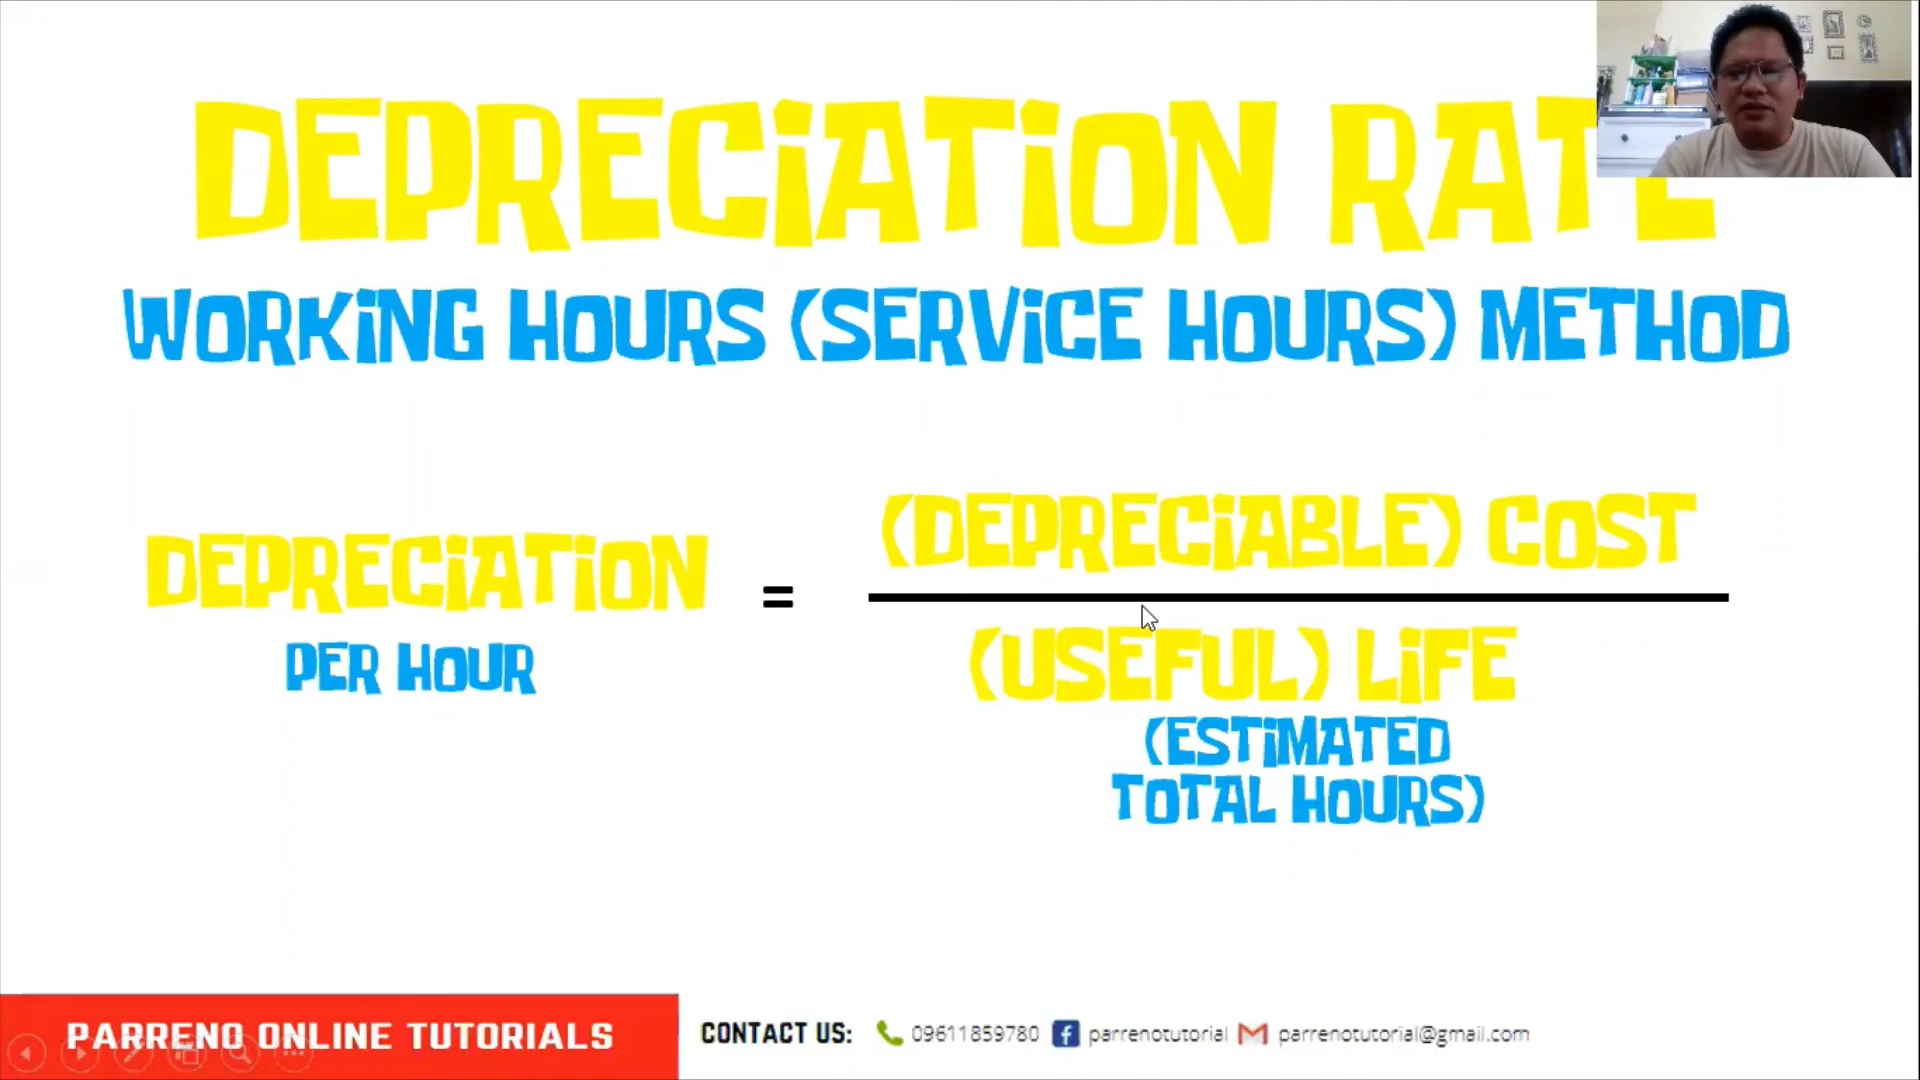 DEPRECIATION RATE
WORKING HOURS (SERVICE HOURS) METHOD
DEPRECIATION
PER HOUR
=
(DEPRECIABLE) COST
(USEFUL) LIFE
(ESTIMATED
TOTAL HOURS)
PARRENO ONLINE TUTORIALS
CONTACT US: 09611859780 parrenotutorial parrenotutorial@gmail.com